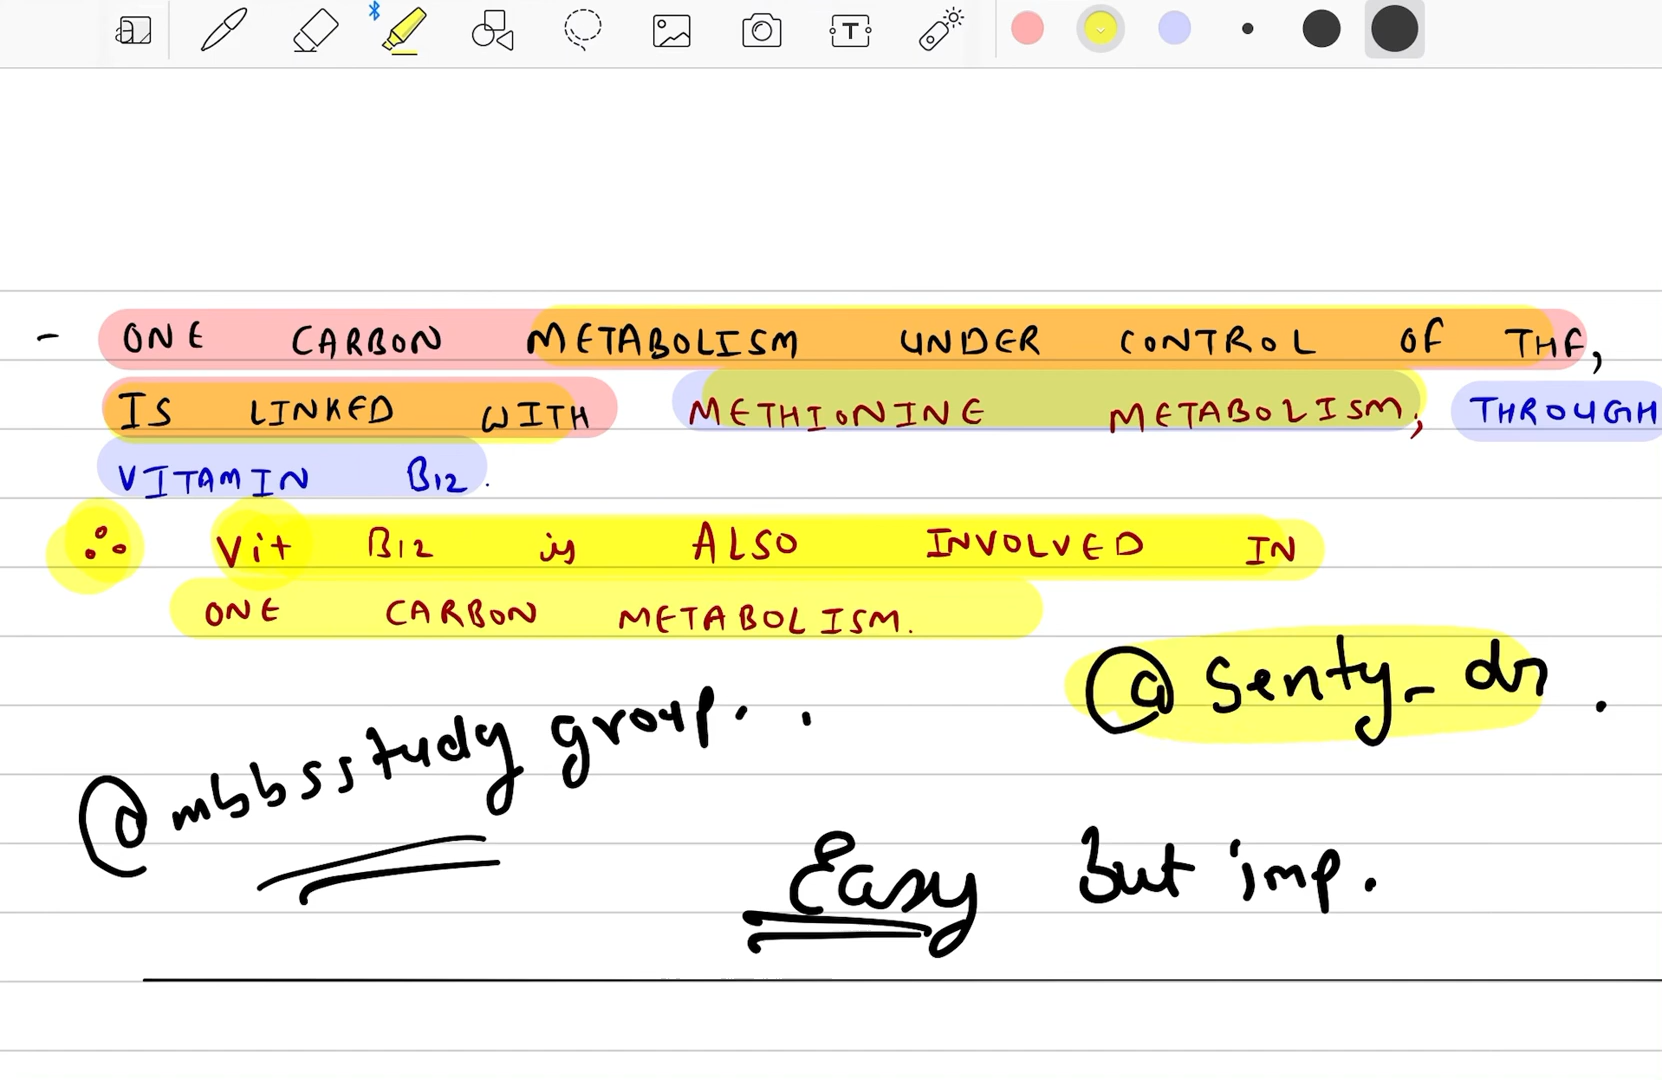 - ONE CARBON METABOLISM UNDER CONTROL OF THF,
IS LINKED WITH METHIONINE METABOLISM, THROUGH
VITAMIN B12.
∴ Vit B12 is ALSO INVOLVED IN
ONE CARBON METABOLISM.
@senty_dr.
@mbbsstudygroup..
Easy But imp.